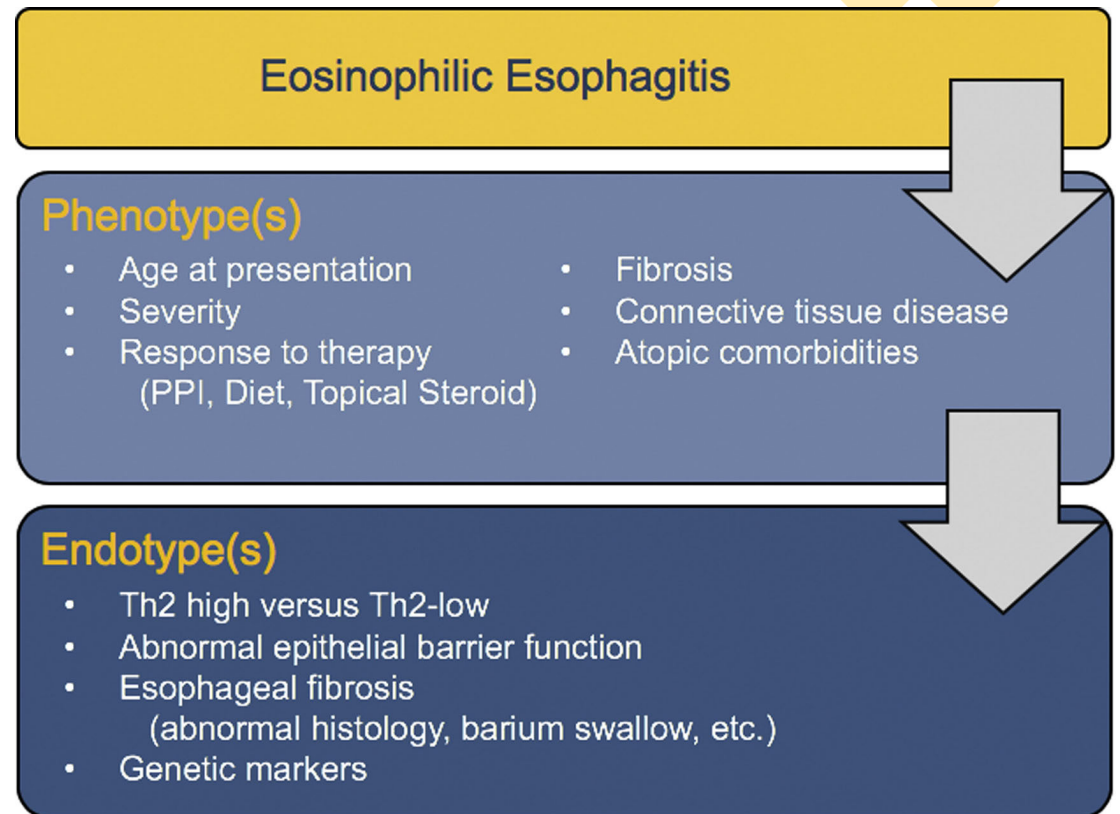 Eosinophilic Esophagitis
Phenotype(s)
• Age at presentation
• Severity
• Response to therapy
(PPI, Diet, Topical Steroid)
• Fibrosis
• Connective tissue disease
• Atopic comorbidities
Endotype(s)
• Th2 high versus Th2-low
• Abnormal epithelial barrier function
• Esophageal fibrosis
(abnormal histology, barium swallow, etc.)
• Genetic markers